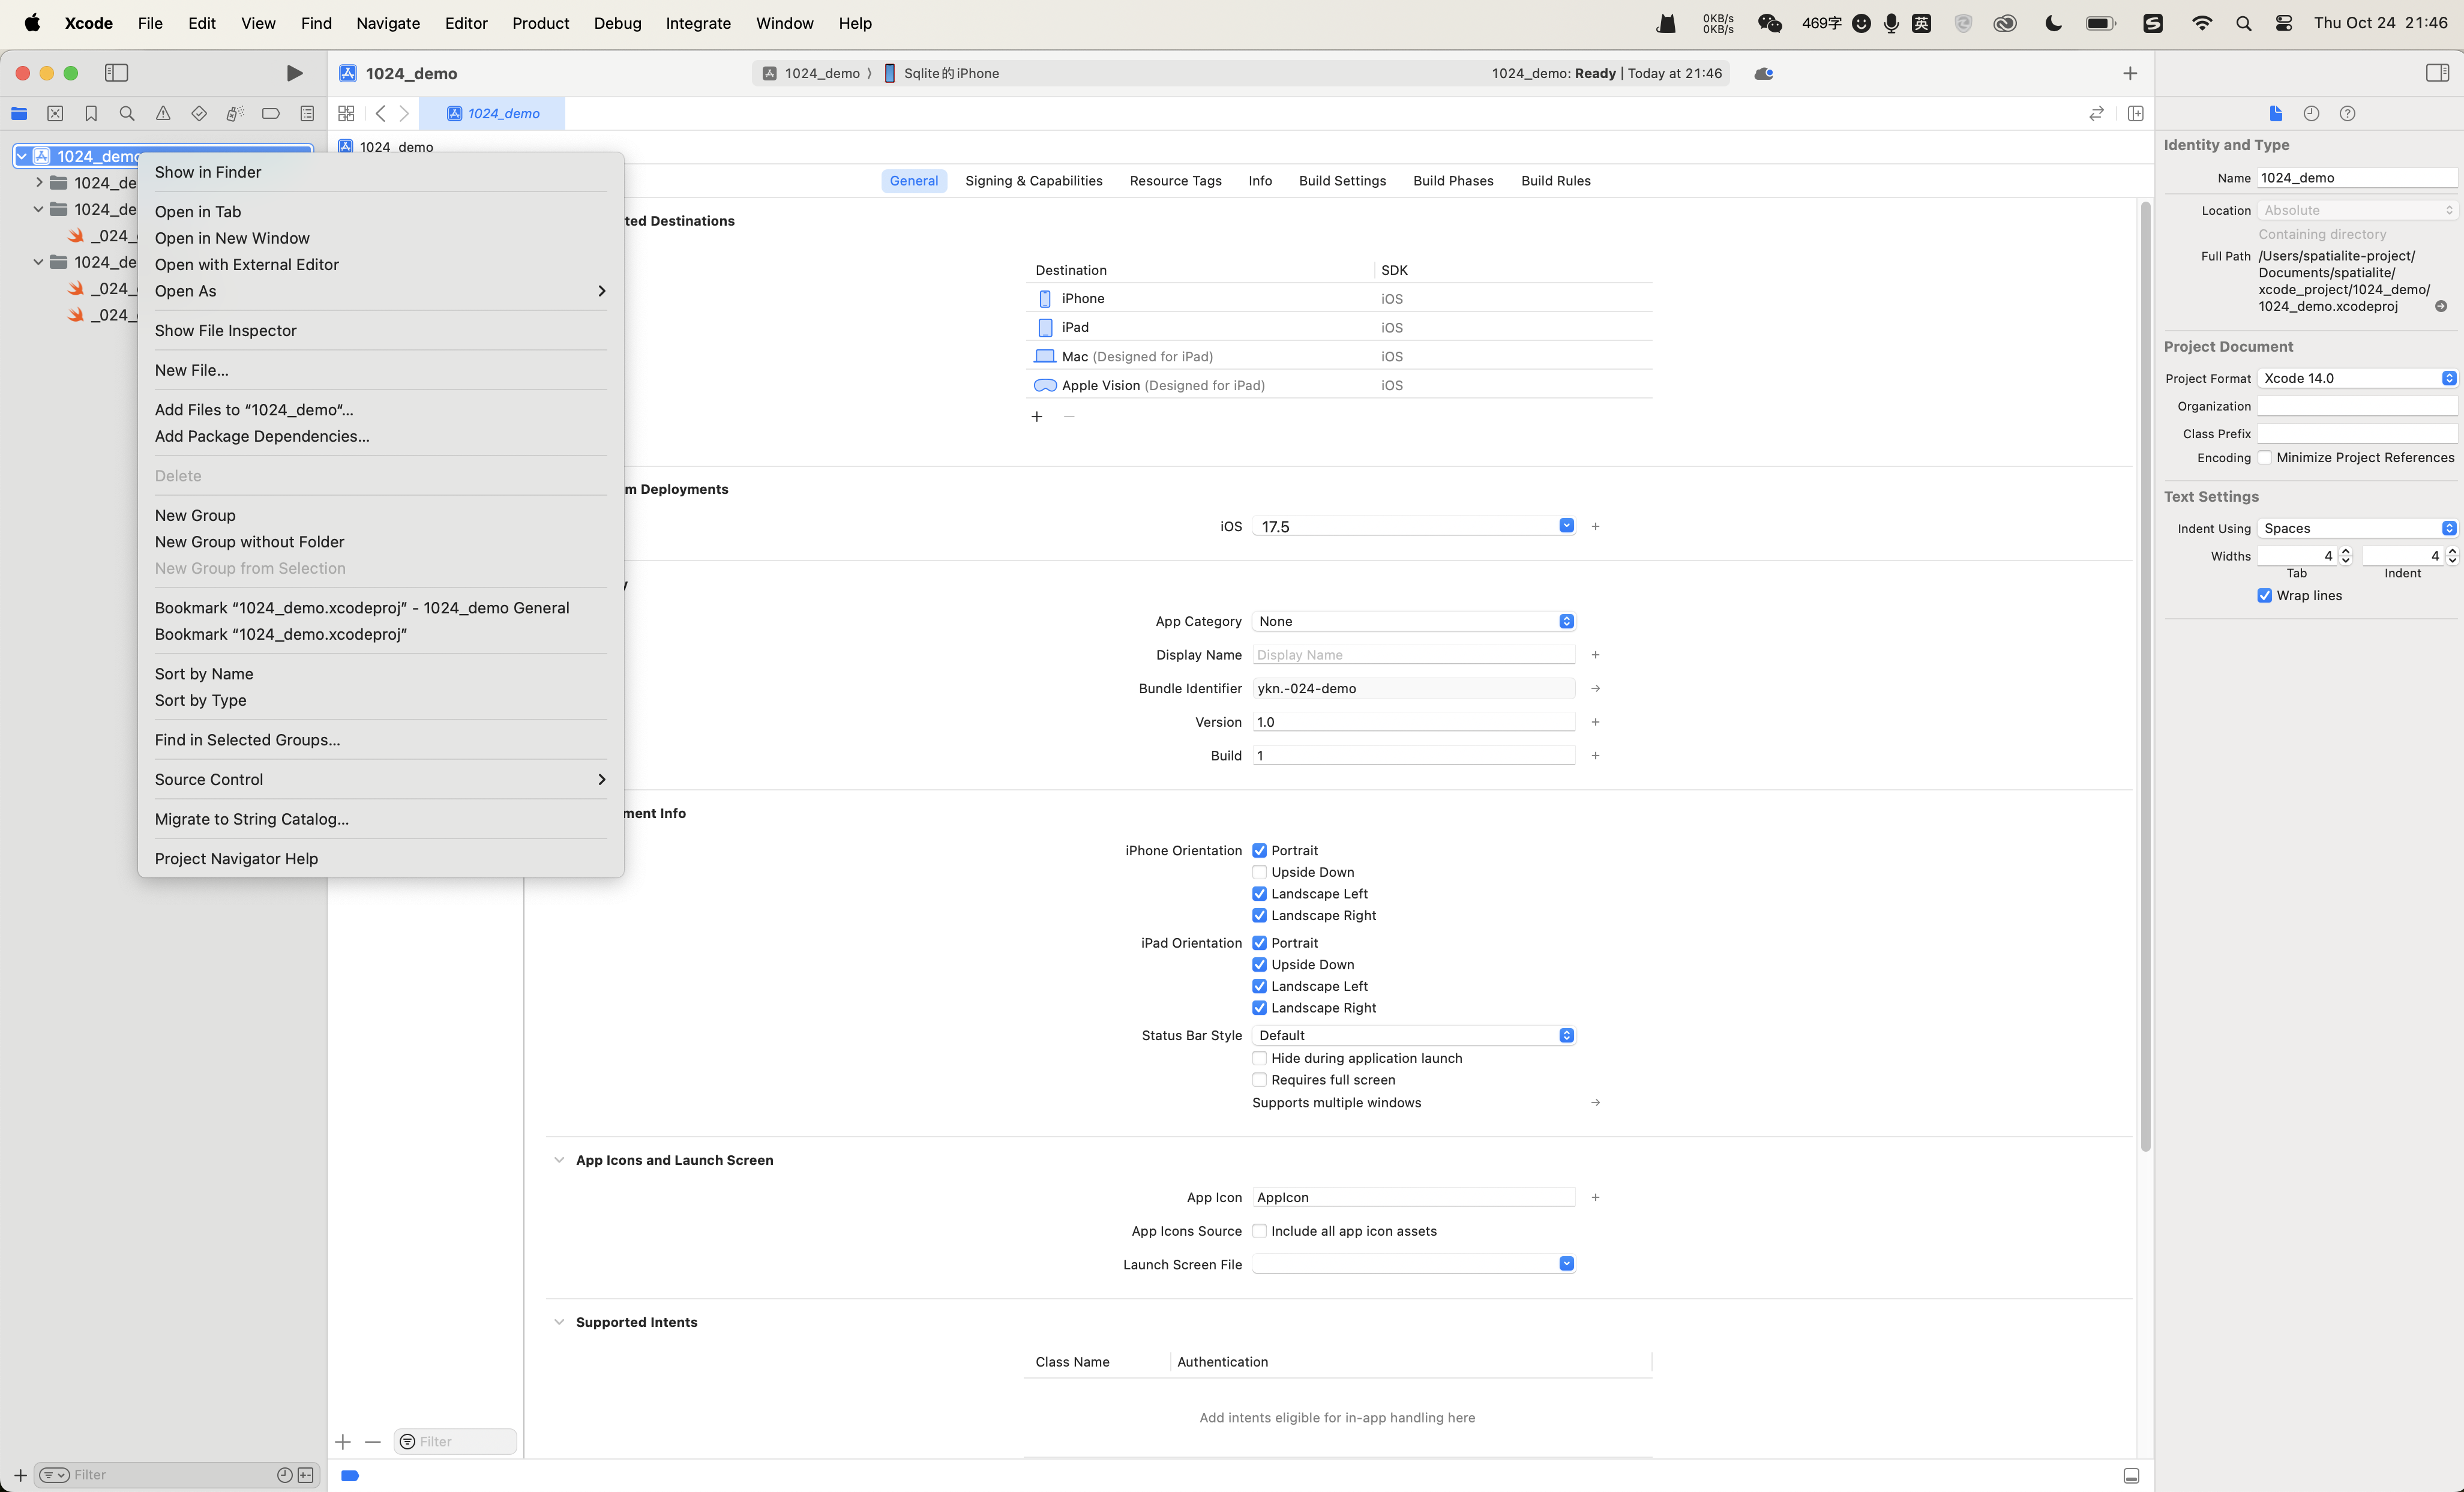 Xcode File Edit View Find Navigate Editor Product Debug Integrate Window Help
0KB/s
0KB/s
469字
英
Thu Oct 24 21:46
1024_demo
1024_demo ⟩ Sqlite的iPhone
1024_demo: Ready | Today at 21:46
1024_demo
1024_demo
1024_demo
1024_de
1024_de
_024_
1024_de
_024_
_024_
Show in Finder
Open in Tab
Open in New Window
Open with External Editor
Open As
Show File Inspector
New File...
Add Files to “1024_demo“...
Add Package Dependencies...
Delete
New Group
New Group without Folder
New Group from Selection
Bookmark “1024_demo.xcodeproj” - 1024_demo General
Bookmark “1024_demo.xcodeproj”
Sort by Name
Sort by Type
Find in Selected Groups...
Source Control
Migrate to String Catalog...
Project Navigator Help
General Signing & Capabilities Resource Tags Info Build Settings Build Phases Build Rules
ted Destinations
Destination SDK
iPhone iOS
iPad iOS
Mac (Designed for iPad) iOS
Apple Vision (Designed for iPad) iOS
m Deployments
iOS 17.5
y
App Category None
Display Name Display Name
Bundle Identifier ykn.-024-demo
Version 1.0
Build 1
ment Info
iPhone Orientation Portrait
Upside Down
Landscape Left
Landscape Right
iPad Orientation Portrait
Upside Down
Landscape Left
Landscape Right
Status Bar Style Default
Hide during application launch
Requires full screen
Supports multiple windows
App Icons and Launch Screen
App Icon AppIcon
App Icons Source Include all app icon assets
Launch Screen File
Supported Intents
Class Name Authentication
Add intents eligible for in-app handling here
Filter
Filter
Identity and Type
Name 1024_demo
Location Absolute
Containing directory
Full Path /Users/spatialite-project/
Documents/spatialite/
xcode_project/1024_demo/
1024_demo.xcodeproj
Project Document
Project Format Xcode 14.0
Organization
Class Prefix
Encoding Minimize Project References
Text Settings
Indent Using Spaces
Widths 4 4
Tab Indent
Wrap lines